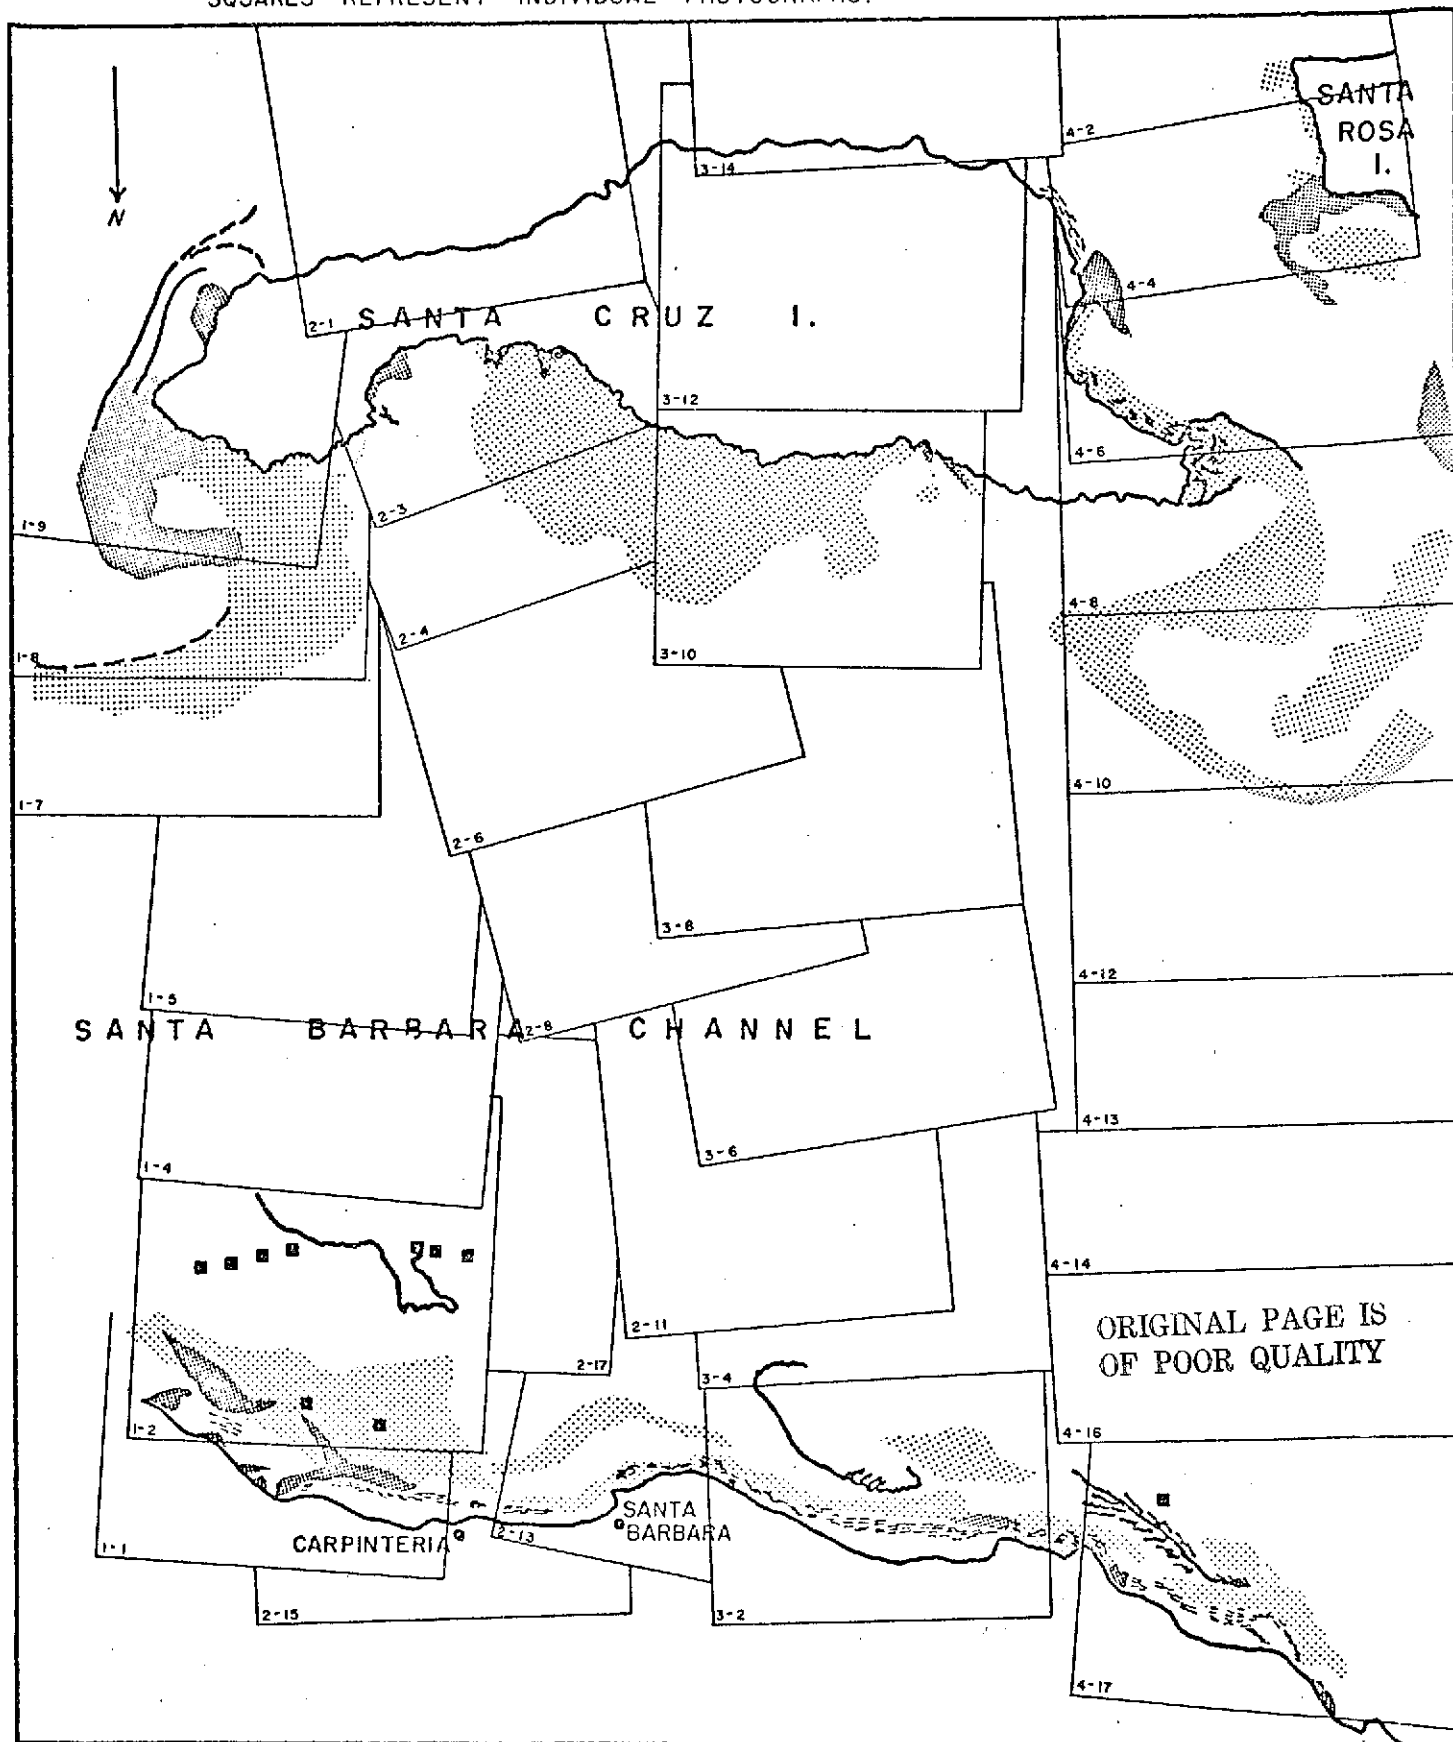 SQUARES REPRESENT INDIVIDUAL PHOTOGRAPHS.
SANTA
ROSA
I.
4-2
3-14
N
4-4
2-1
SANTA CRUZ I.
3-12
4-6
2-3
1-9
4-8
2-4
1-8
3-10
4-10
1-7
2-6
3-8
4-12
1-5
SANTA BARBARA CHANNEL
2-8
4-13
3-6
1-4
4-14
ORIGINAL PAGE IS
OF POOR QUALITY
2-11
2-17
3-4
1-2
4-16
SANTA
BARBARA
CARPINTERIA
2-13
1-1
2-15
3-2
4-17